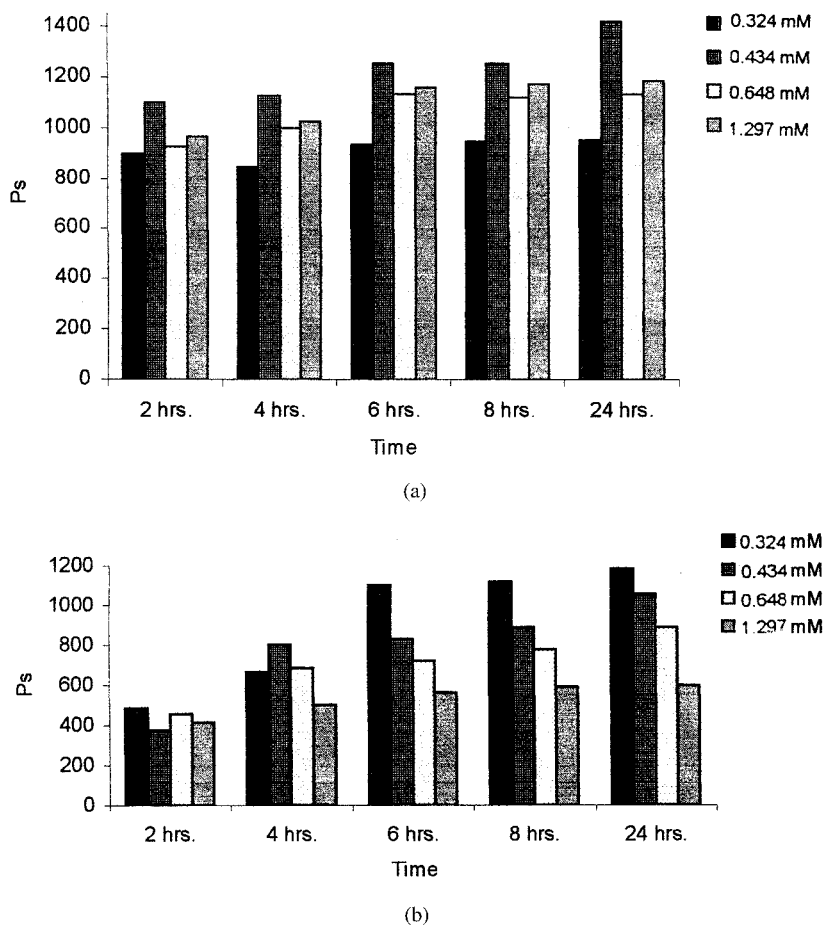 1400
1200
1000
800
600
400
200
0
Ps
2 hrs. 4 hrs. 6 hrs. 8 hrs. 24 hrs.
Time
0.324 mM
0.434 mM
0.648 mM
1.297 mM
(a)
1200
1000
800
600
400
200
0
Ps
2 hrs. 4 hrs. 6 hrs. 8 hrs. 24 hrs.
Time
0.324 mM
0.434 mM
0.648 mM
1.297 mM
(b)